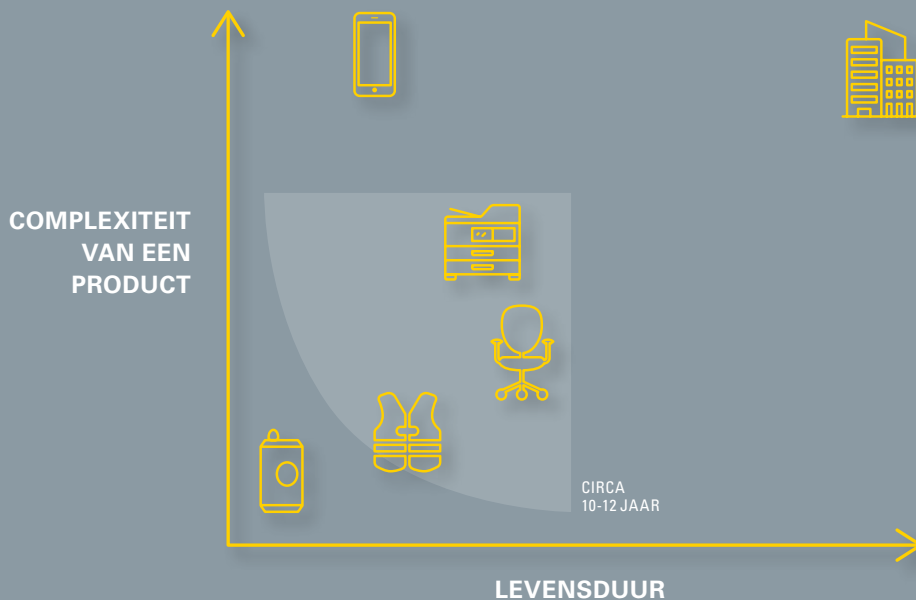 COMPLEXITEIT
VAN EEN
PRODUCT
CIRCA
10-12 JAAR
LEVENSDUUR